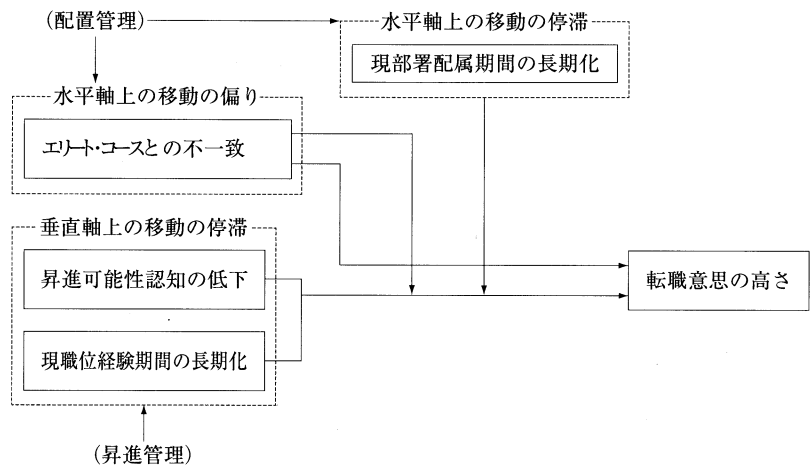 (配置管理)
水平軸上の移動の停滞
現部署配属期間の長期化
水平軸上の移動の偏り
エリート・コースとの不一致
垂直軸上の移動の停滞
昇進可能性認知の低下
転職意思の高さ
現職位経験期間の長期化
(昇進管理)